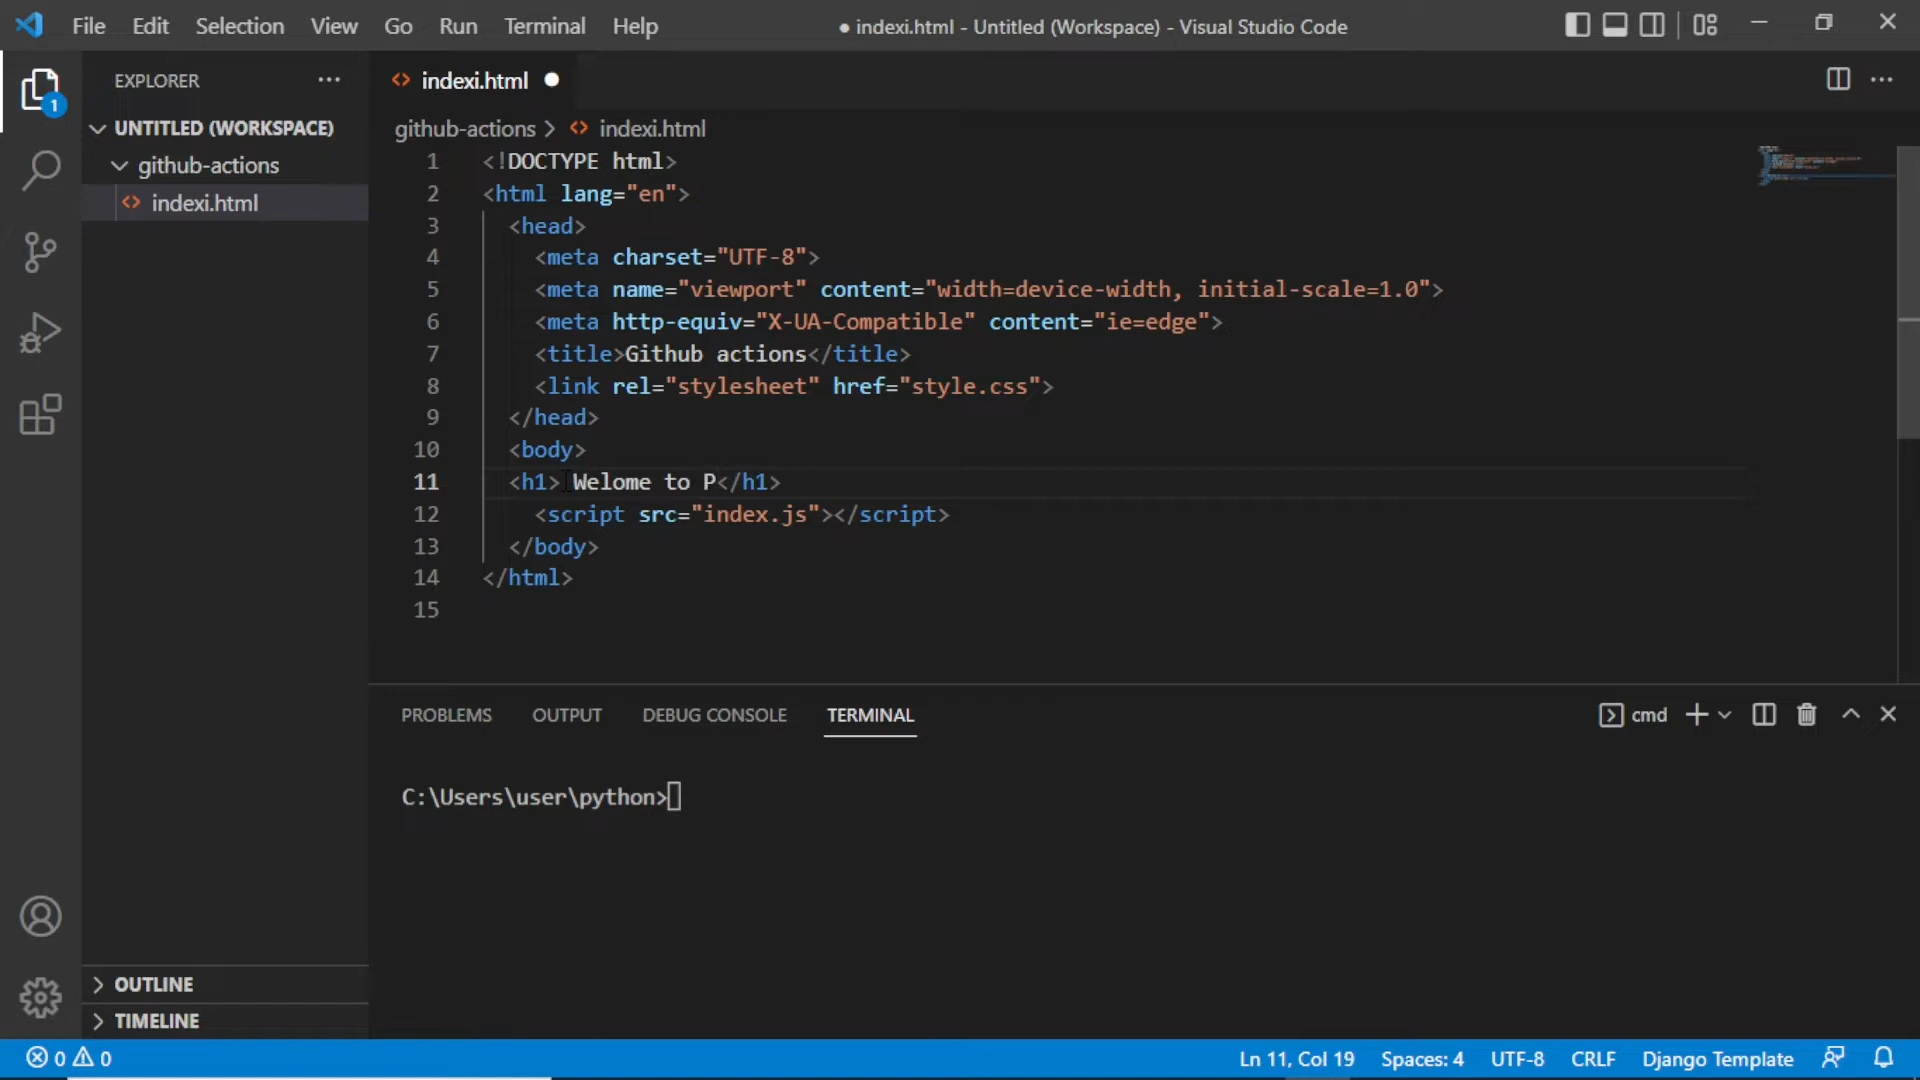 File Edit Selection View Go Run Terminal Help
● indexi.html - Untitled (Workspace) - Visual Studio Code
EXPLORER
1
UNTITLED (WORKSPACE)
github-actions
indexi.html
indexi.html
github-actions > indexi.html
1 <!DOCTYPE html>
2 <html lang="en">
3 <head>
4 <meta charset="UTF-8">
5 <meta name="viewport" content="width=device-width, initial-scale=1.0">
6 <meta http-equiv="X-UA-Compatible" content="ie=edge">
7 <title>Github actions</title>
8 <link rel="stylesheet" href="style.css">
9 </head>
10 <body>
11 <h1> Welome to P</h1>
12 <script src="index.js"></script>
13 </body>
14 </html>
15
PROBLEMS OUTPUT DEBUG CONSOLE TERMINAL
cmd
C:\Users\user\python>
OUTLINE
TIMELINE
0 0
Ln 11, Col 19 Spaces: 4 UTF-8 CRLF Django Template